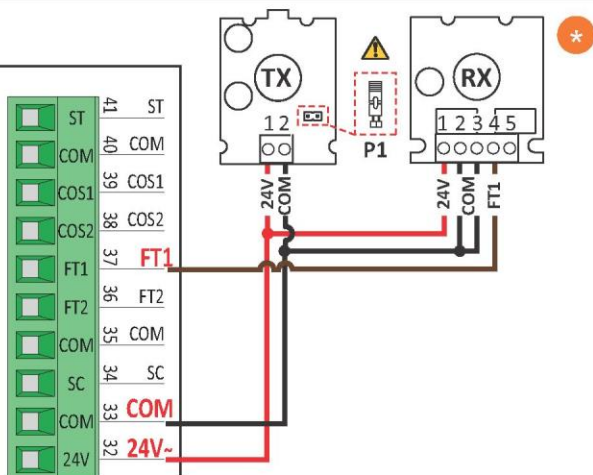 TX
RX
*
1 2
P1
1 2 3 4 5
24V
COM
24V
COM
FT1
ST
41
ST
COM
40
COM
COS1
39
COS1
COS2
38
COS2
FT1
37
FT1
FT2
36
FT2
COM
35
COM
SC
34
SC
COM
33
COM
24V
32
24V~